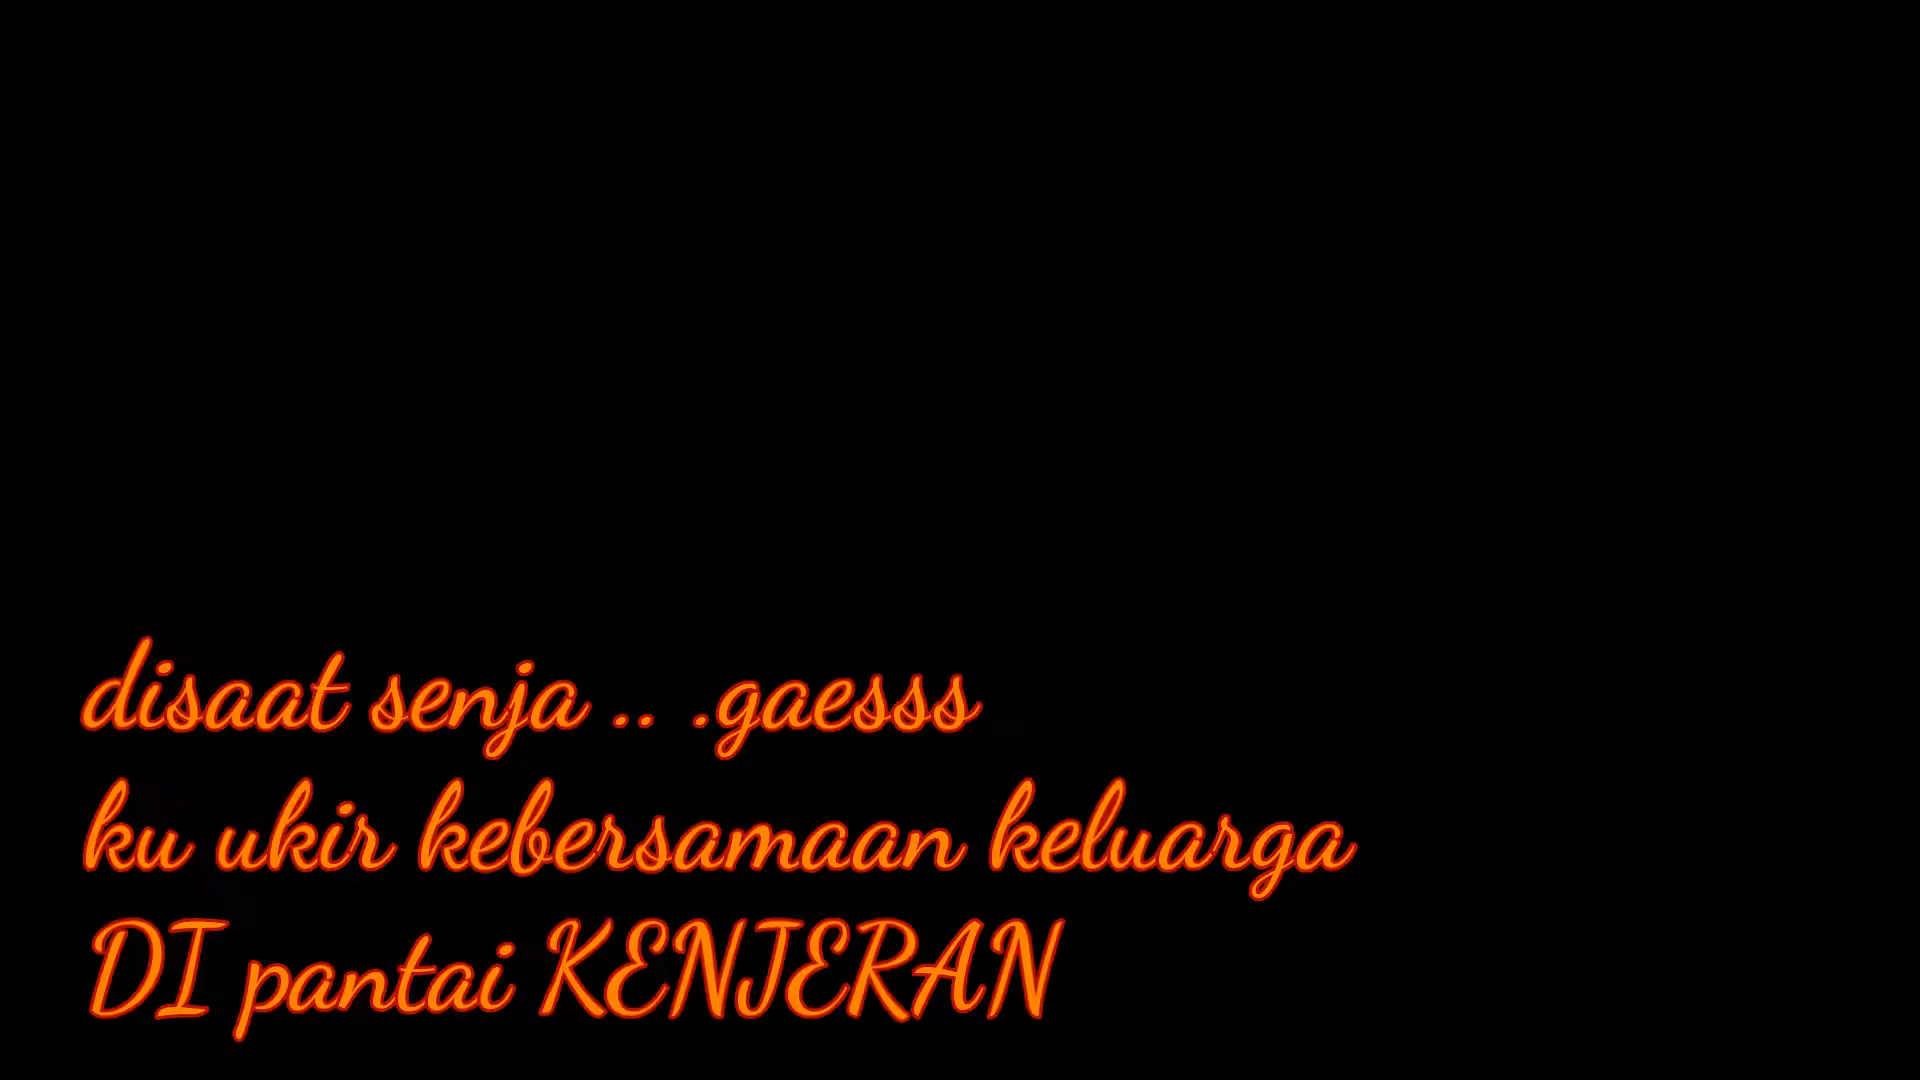 disaat senja .. .gaesss
ku ukir kebersamaan keluarga
DI pantai KENJERAN